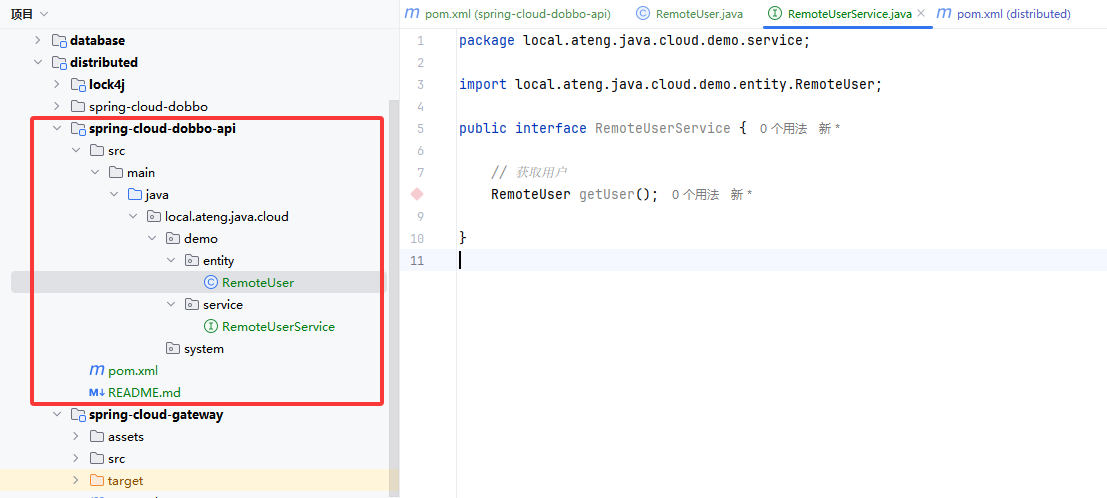 项目
database
distributed
lock4j
spring-cloud-dobbo
spring-cloud-dobbo-api
src
main
java
local.ateng.java.cloud
demo
entity
RemoteUser
service
RemoteUserService
system
pom.xml
README.md
spring-cloud-gateway
assets
src
target
pom.xml (spring-cloud-dobbo-api) RemoteUser.java RemoteUserService.java pom.xml (distributed)
1 package local.ateng.java.cloud.demo.service;
2
3 import local.ateng.java.cloud.demo.entity.RemoteUser;
4
5 public interface RemoteUserService { 0 个用法 新 *
6
7 // 获取用户
RemoteUser getUser(); 0 个用法 新 *
9
10 }
11